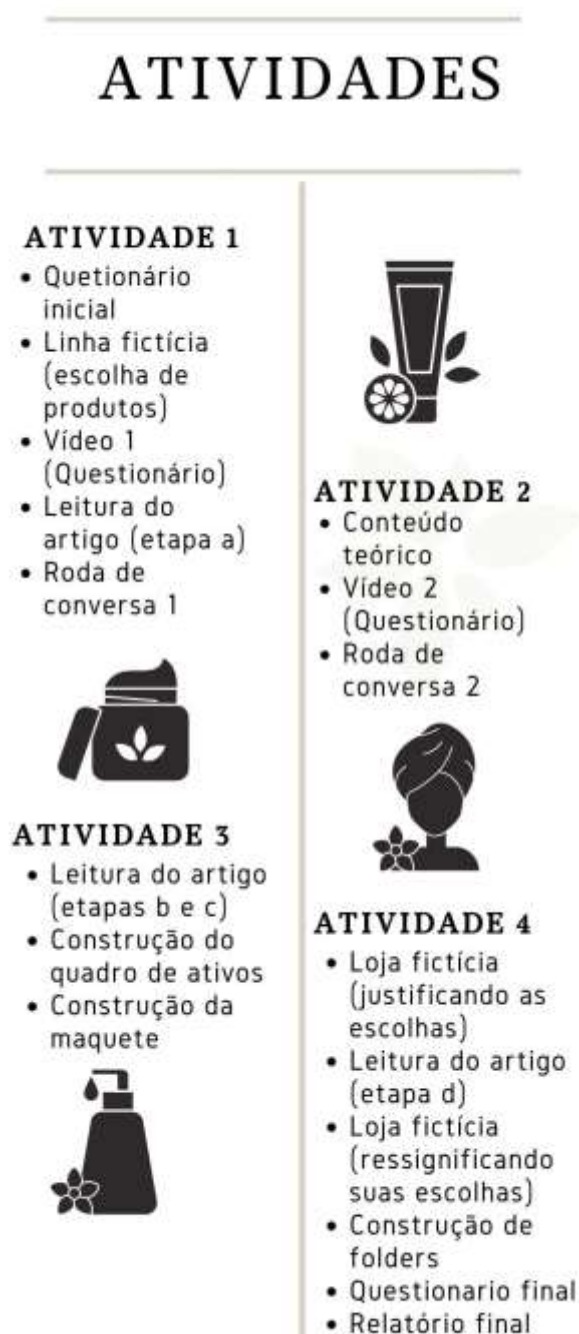 ATIVIDADES
ATIVIDADE 1
• Quetionário
inicial
• Linha fictícia
(escolha de
produtos)
• Vídeo 1
(Questionário)
• Leitura do
artigo (etapa a)
• Roda de
conversa 1
ATIVIDADE 2
• Conteúdo
teórico
• Vídeo 2
(Questionário)
• Roda de
conversa 2
ATIVIDADE 3
• Leitura do artigo
(etapas b e c)
• Construção do
quadro de ativos
• Construção da
maquete
ATIVIDADE 4
• Loja fictícia
(justificando as
escolhas)
• Leitura do artigo
(etapa d)
• Loja fictícia
(ressignificando
suas escolhas)
• Construção de
folders
• Questionario final
• Relatório final